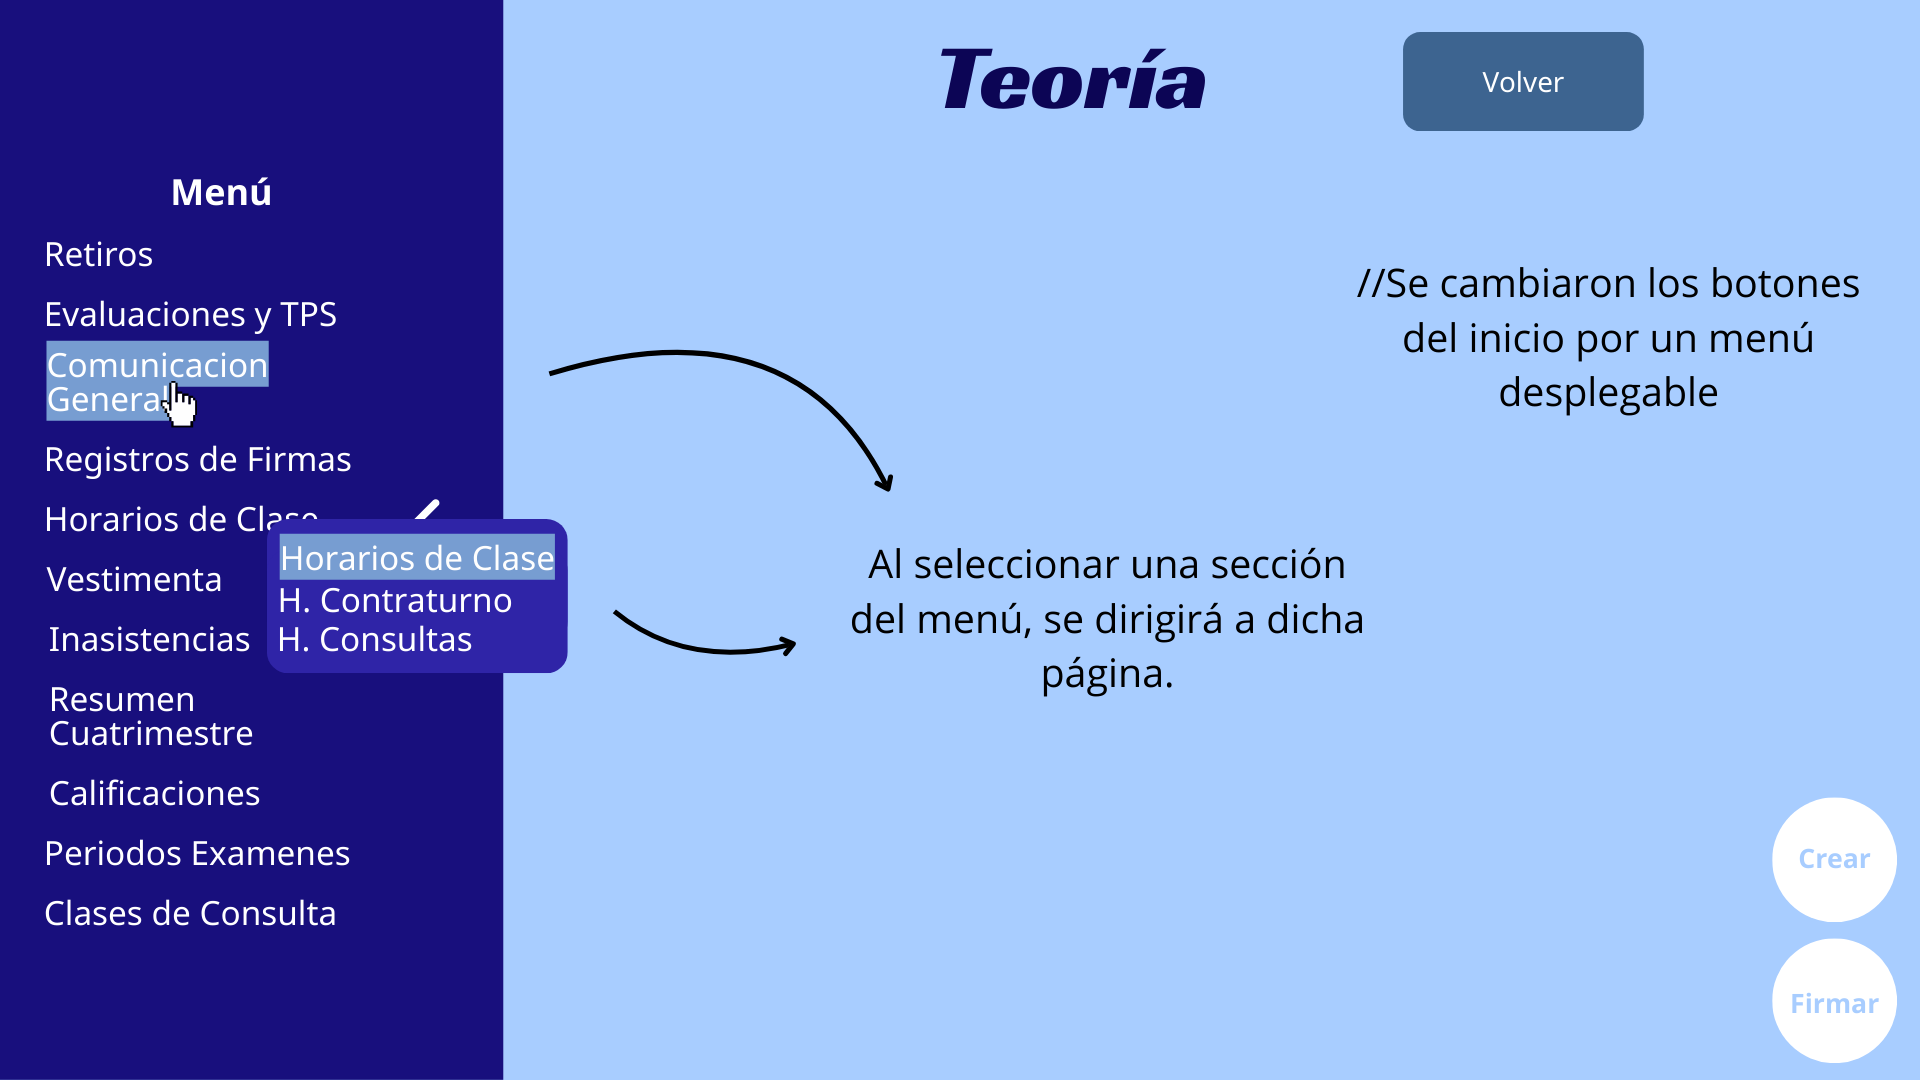 Teoría
Volver
Menú
Retiros
Evaluaciones y TPS
Comunicacion
General
Registros de Firmas
Horarios de Clase
Vestimenta
Inasistencias
Resumen
Cuatrimestre
Calificaciones
Periodos Examenes
Clases de Consulta
Horarios de Clase
H. Contraturno
H. Consultas
//Se cambiaron los botones
del inicio por un menú
desplegable
Al seleccionar una sección
del menú, se dirigirá a dicha
página.
Crear
Firmar